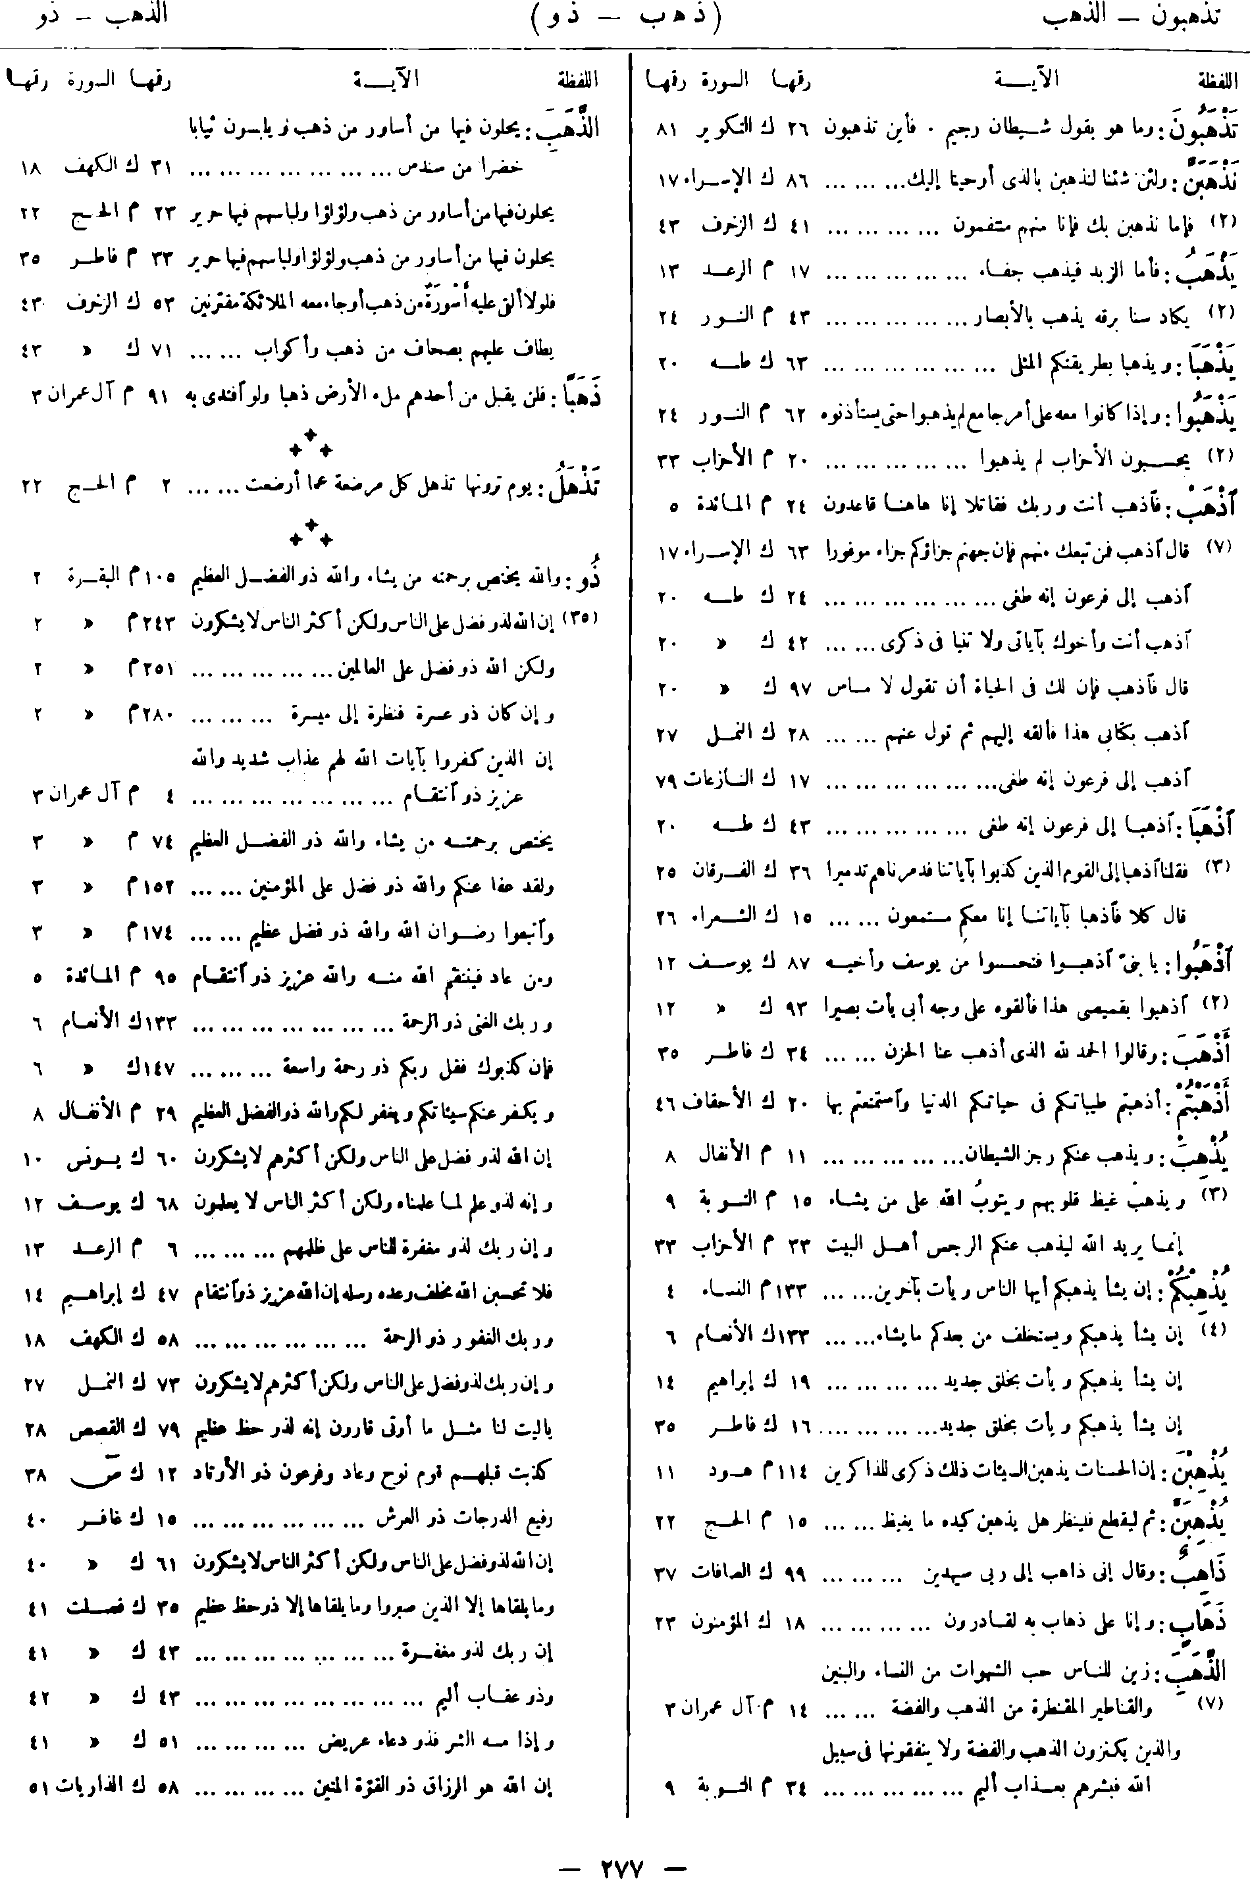 تذهبون — الذهب (ذهب — ذو) الذهب — ذو
اللفظة الآيـــة رقمها السورة رقمها
تَذْهَبُونَ: وما هو بقول شيطان رجيم . فأين تذهبون ٢٦ ك التكوير ٨١
نَذْهَبَنَّ: ولئن شئنا لنذهبن بالذى أوحينا إليك... ... ٨٦ ك الإسراء ١٧
(٢) فإما نذهبن بك فإنا منهم منتقمون ... ... ... ٤١ ك الزخرف ٤٣
يَذْهَبُ: فأما الزبد فيذهب جفاء ... ... ... ... ... ١٧ م الرعد ١٣
(٢) يكاد سنا برقه يذهب بالأبصار ... ... ... ... ... ٤٣ م النور ٢٤
يَذْهَبَا: ويذهبا بطريقتكم المثلى ... ... ... ... ... ٦٣ ك طه ٢٠
يَذْهَبُوا: وإذا كانوا معه على أمر جامع لم يذهبوا حتى يستأذنوه ٦٢ م النور ٢٤
(٢) يحسبون الأحزاب لم يذهبوا ... ... ... ... ... ٢٠ م الأحزاب ٣٣
ٱذْهَبْ: فٱذهب أنت وربك فقاتلا إنا هاهنا قاعدون ٢٤ م المائدة ٥
(٧) قال ٱذهب فمن تبعك منهم فإن جهنم جزاؤكم جزاء موفورا ٦٣ ك الإسراء ١٧
ٱذهب إلى فرعون إنه طغى ... ... ... ... ... ... ٢٤ ك طه ٢٠
ٱذهب أنت وأخوك بآياتى ولا تنيا فى ذكرى ... ... ٤٢ ك » ٢٠
قال فٱذهب فإن لك فى الحياة أن تقول لا مساس ٩٧ ك » ٢٠
ٱذهب بكتابى هذا فألقه إليهم ثم تول عنهم ... ... ٢٨ ك النمل ٢٧
ٱذهب إلى فرعون إنه طغى... ... ... ... ... ... ١٧ ك النازعات ٧٩
ٱذْهَبَا: ٱذهبا إلى فرعون إنه طغى ... ... ... ... ... ٤٣ ك طه ٢٠
(٣) فقلنا ٱذهبا إلى القوم الذين كذبوا بآياتنا فدمرناهم تدميرا ٣٦ ك الفرقان ٢٥
قال كلا فٱذهبا بآياتنا إنا معكم مستمعون ... ... ١٥ ك الشعراء ٢٦
ٱذْهَبُوا: يا بنىّ ٱذهبوا فتحسسوا من يوسف وأخيه ٨٧ ك يوسف ١٢
(٢) ٱذهبوا بقميصى هذا فألقوه على وجه أبى يأت بصيرا ٩٣ ك » ١٢
أَذْهَبَ: وقالوا الحمد لله الذى أذهب عنا الحزن ... ... ٣٤ ك فاطر ٣٥
أَذْهَبْتُمْ: أذهبتم طيباتكم فى حياتكم الدنيا وٱستمتعتم بها ٢٠ ك الأحقاف ٤٦
يُذْهِبَ: ويذهب عنكم رجز الشيطان... ... ... ... ... ١١ م الأنفال ٨
(٣) ويذهبْ غيظ قلوبهم ويتوبُ الله على من يشاء ١٥ م التوبة ٩
إنما يريد الله ليذهب عنكم الرجس أهل البيت ٣٣ م الأحزاب ٣٣
يُذْهِبْكُمْ: إن يشأ يذهبكم أيها الناس ويأت بآخرين... ... ١٣٣ م النساء ٤
(٤) إن يشأ يذهبكم ويستخلف من بعدكم ما يشاء... ... ١٣٣ ك الأنعام ٦
إن يشأ يذهبكم ويأت بخلق جديد... ... ... ... ١٩ ك إبراهيم ١٤
إن يشأ يذهبكم ويأت بخلق جديد... ... ... ... ١٦ ك فاطر ٣٥
يُذْهِبْنَ: إن الحسنات يذهبن السيئات ذلك ذكرى للذاكرين ١١٤ م هود ١١
يُذْهِبَنَّ: ثم ليقطع فلينظر هل يذهبن كيده ما يغيظ ... ... ١٥ م الحج ٢٢
ذَاهِبٌ: وقال إنى ذاهب إلى ربى سيهدين ... ... ... ٩٩ ك الصافات ٣٧
ذَهَابٍ: وإنا على ذهاب به لقادرون ... ... ... ... ١٨ ك المؤمنون ٢٣
الذَّهَبِ: زين للناس حب الشهوات من النساء والبنين
(٧) والقناطير المقنطرة من الذهب والفضة ... ... ١٤ م آل عمران ٣
والذين يكنزون الذهب والفضة ولا ينفقونها فى سبيل
الله فبشرهم بعذاب أليم ... ... ... ... ... ٣٤ م التوبة ٩
اللفظة الآيـــة رقمها السورة رقمها
الذَّهَبِ: يحلون فيها من أساور من ذهب ويلبسون ثيابا
خضرا من سندس ... ... ... ... ... ... ... ٣١ ك الكهف ١٨
يحلون فيها من أساور من ذهب ولؤلؤا ولباسهم فيها حرير ٢٣ م الحج ٢٢
يحلون فيها من أساور من ذهب ولؤلؤا ولباسهم فيها حرير ٣٣ م فاطر ٣٥
فلولا ألقى عليه أَسْوِرَةٌ من ذهب أو جاء معه الملائكة مقترنين ٥٣ ك الزخرف ٤٣
يطاف عليهم بصحاف من ذهب وأكواب ... ... ٧١ ك » ٤٣
ذَهَبًا: فلن يقبل من أحدهم ملء الأرض ذهبا ولو ٱفتدى به ٩١ م آل عمران ٣
تَذْهَلُ: يوم ترونها تذهل كل مرضعة عما أرضعت ... ... ٢ م الحج ٢٢
ذُو: والله يختص برحمته من يشاء والله ذو الفضل العظيم ١٠٥ م البقرة ٢
(٣٥) إن الله لذو فضل على الناس ولكن أكثر الناس لا يشكرون ٢٤٣ م » ٢
ولكن الله ذو فضل على العالمين ... ... ... ... ... ٢٥١ م » ٢
وإن كان ذو عسرة فنظرة إلى ميسرة ... ... ... ٢٨٠ م » ٢
إن الذين كفروا بآيات الله لهم عذاب شديد والله
عزيز ذو ٱنتقام ... ... ... ... ... ... ... ٤ م آل عمران ٣
يختص برحمته من يشاء والله ذو الفضل العظيم ٧٤ م » ٣
ولقد عفا عنكم والله ذو فضل على المؤمنين ... ... ١٥٢ م » ٣
وٱتبعوا رضوان الله والله ذو فضل عظيم ... ... ١٧٤ م » ٣
ومن عاد فينتقم الله منه والله عزيز ذو ٱنتقام ٩٥ م المائدة ٥
وربك الغنى ذو الرحمة ... ... ... ... ... ... ... ١٣٣ ك الأنعام ٦
فإن كذبوك فقل ربكم ذو رحمة واسعة ... ... ... ١٤٧ ك » ٦
ويكفر عنكم سيئاتكم ويغفر لكم والله ذو الفضل العظيم ٢٩ م الأنفال ٨
إن الله لذو فضل على الناس ولكن أكثرهم لا يشكرون ٦٠ ك يونس ١٠
وإنه لذو علم لما علمناه ولكن أكثر الناس لا يعلمون ٦٨ ك يوسف ١٢
وإن ربك لذو مغفرة للناس على ظلمهم ... ... ... ٦ م الرعد ١٣
فلا تحسبن الله مخلف وعده رسله إن الله عزيز ذو ٱنتقام ٤٧ ك إبراهيم ١٤
وربك الغفور ذو الرحمة ... ... ... ... ... ... ٥٨ ك الكهف ١٨
وإن ربك لذو فضل على الناس ولكن أكثرهم لا يشكرون ٧٣ ك النمل ٢٧
ياليت لنا مثل ما أوتى قارون إنه لذو حظ عظيم ٧٩ ك القصص ٢٨
كذبت قبلهم قوم نوح وعاد وفرعون ذو الأوتاد ١٢ ك صّ ٣٨
رفيع الدرجات ذو العرش ... ... ... ... ... ... ١٥ ك غافر ٤٠
إن الله لذو فضل على الناس ولكن أكثر الناس لا يشكرون ٦١ ك » ٤٠
وما يلقاها إلا الذين صبروا وما يلقاها إلا ذو حظ عظيم ٣٥ ك فصلت ٤١
إن ربك لذو مغفرة ... ... ... ... ... ... ... ٤٣ ك » ٤١
وذو عقاب أليم ... ... ... ... ... ... ... ... ٤٣ ك » ٤٢
وإذا مسه الشر فذو دعاء عريض ... ... ... ... ٥١ ك » ٤١
إن الله هو الرزاق ذو القوة المتين ... ... ... ... ٥٨ ك الذاريات ٥١
— ٢٧٧ —